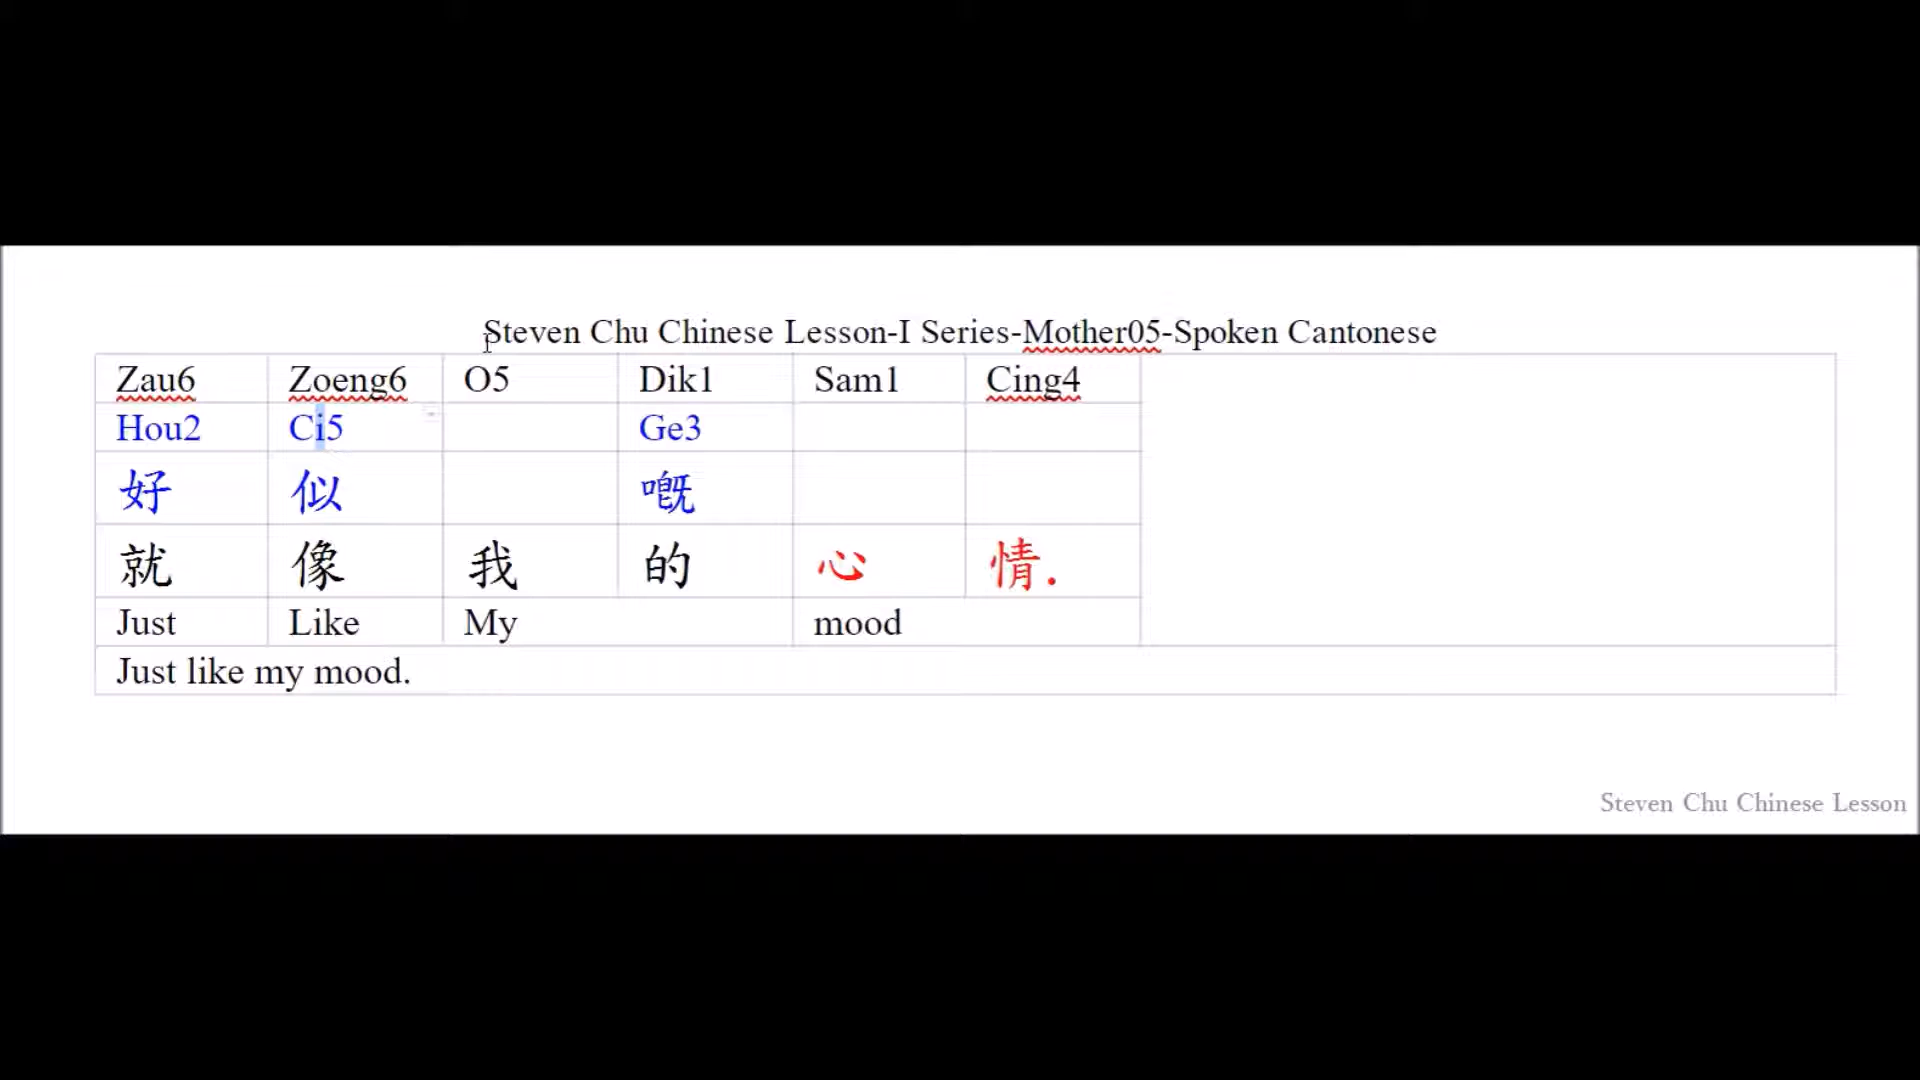 Steven Chu Chinese Lesson-I Series-Mother05-Spoken Cantonese
Zau6 Zoeng6 O5 Dik1 Sam1 Cing4
Hou2 Ci5 Ge3
好 似 嘅
就 像 我 的 心 情.
Just Like My mood
Just like my mood.
Steven Chu Chinese Lesson